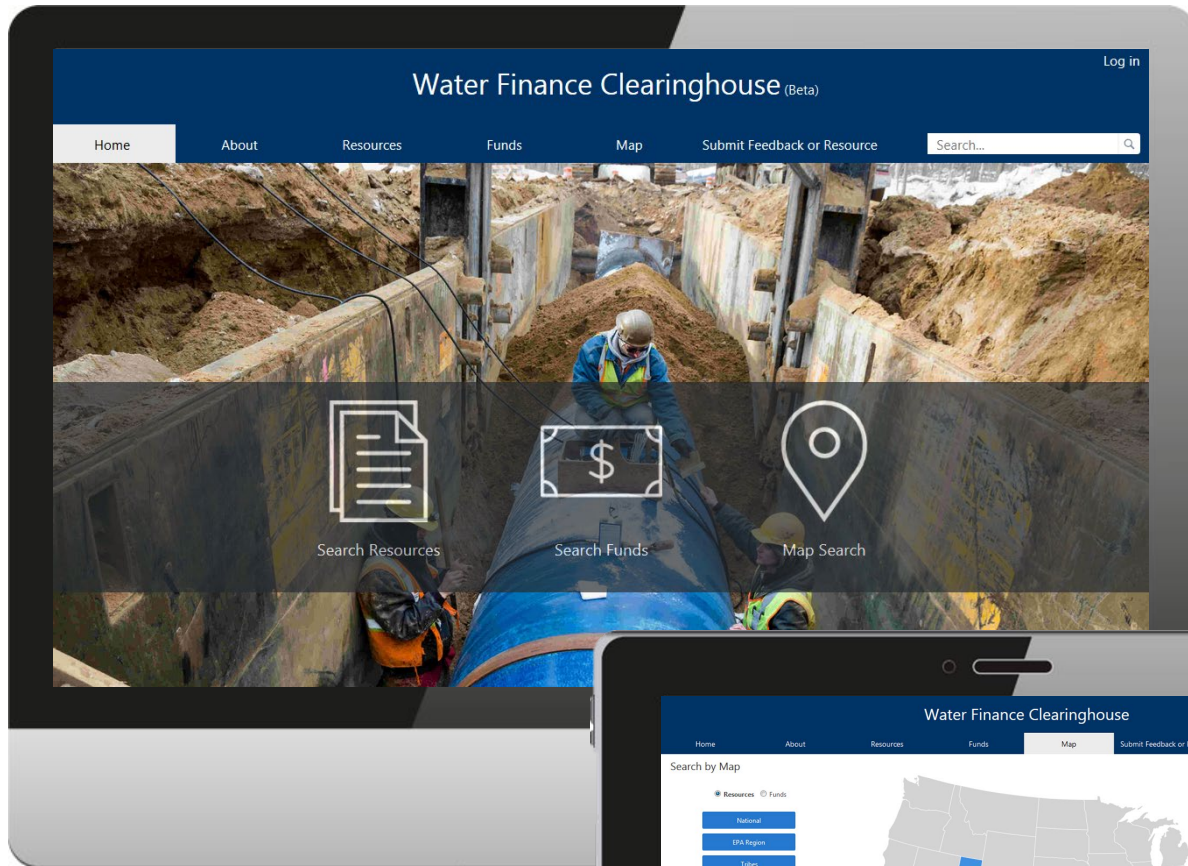 Log in
Water Finance Clearinghouse (Beta)
Home About Resources Funds Map Submit Feedback or Resource Search...
$
Search Resources Search Funds Map Search
Water Finance Clearinghouse
Home About Resources Funds Map Submit Feedback or
Search by Map
Resources Funds
National
EPA Region
Tribes